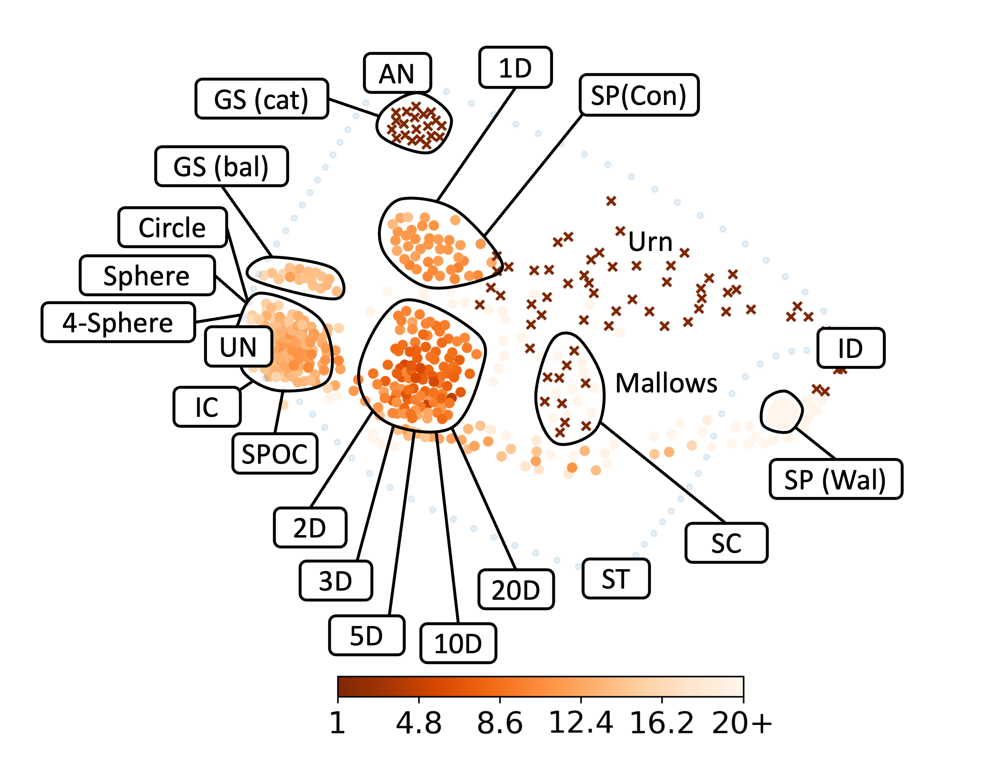 AN
1D
SP(Con)
GS (cat)
GS (bal)
Circle
Urn
Sphere
4-Sphere
UN
ID
Mallows
IC
SPOC
SP (Wal)
2D
SC
3D
20D
ST
5D
10D
1 4.8 8.6 12.4 16.2 20+